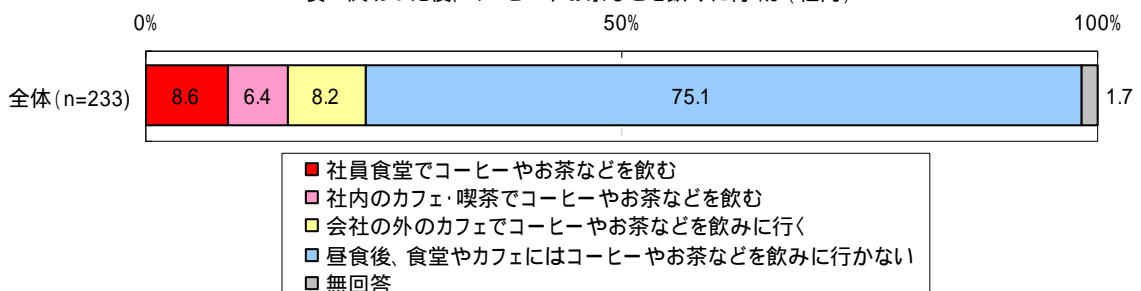 0% 50% 100%
全体(n=233) 8.6 6.4 8.2 75.1 1.7
社員食堂でコーヒーやお茶などを飲む
社内のカフェ・喫茶でコーヒーやお茶などを飲む
会社の外のカフェでコーヒーやお茶などを飲みに行く
昼食後、食堂やカフェにはコーヒーやお茶などを飲みに行かない
無回答